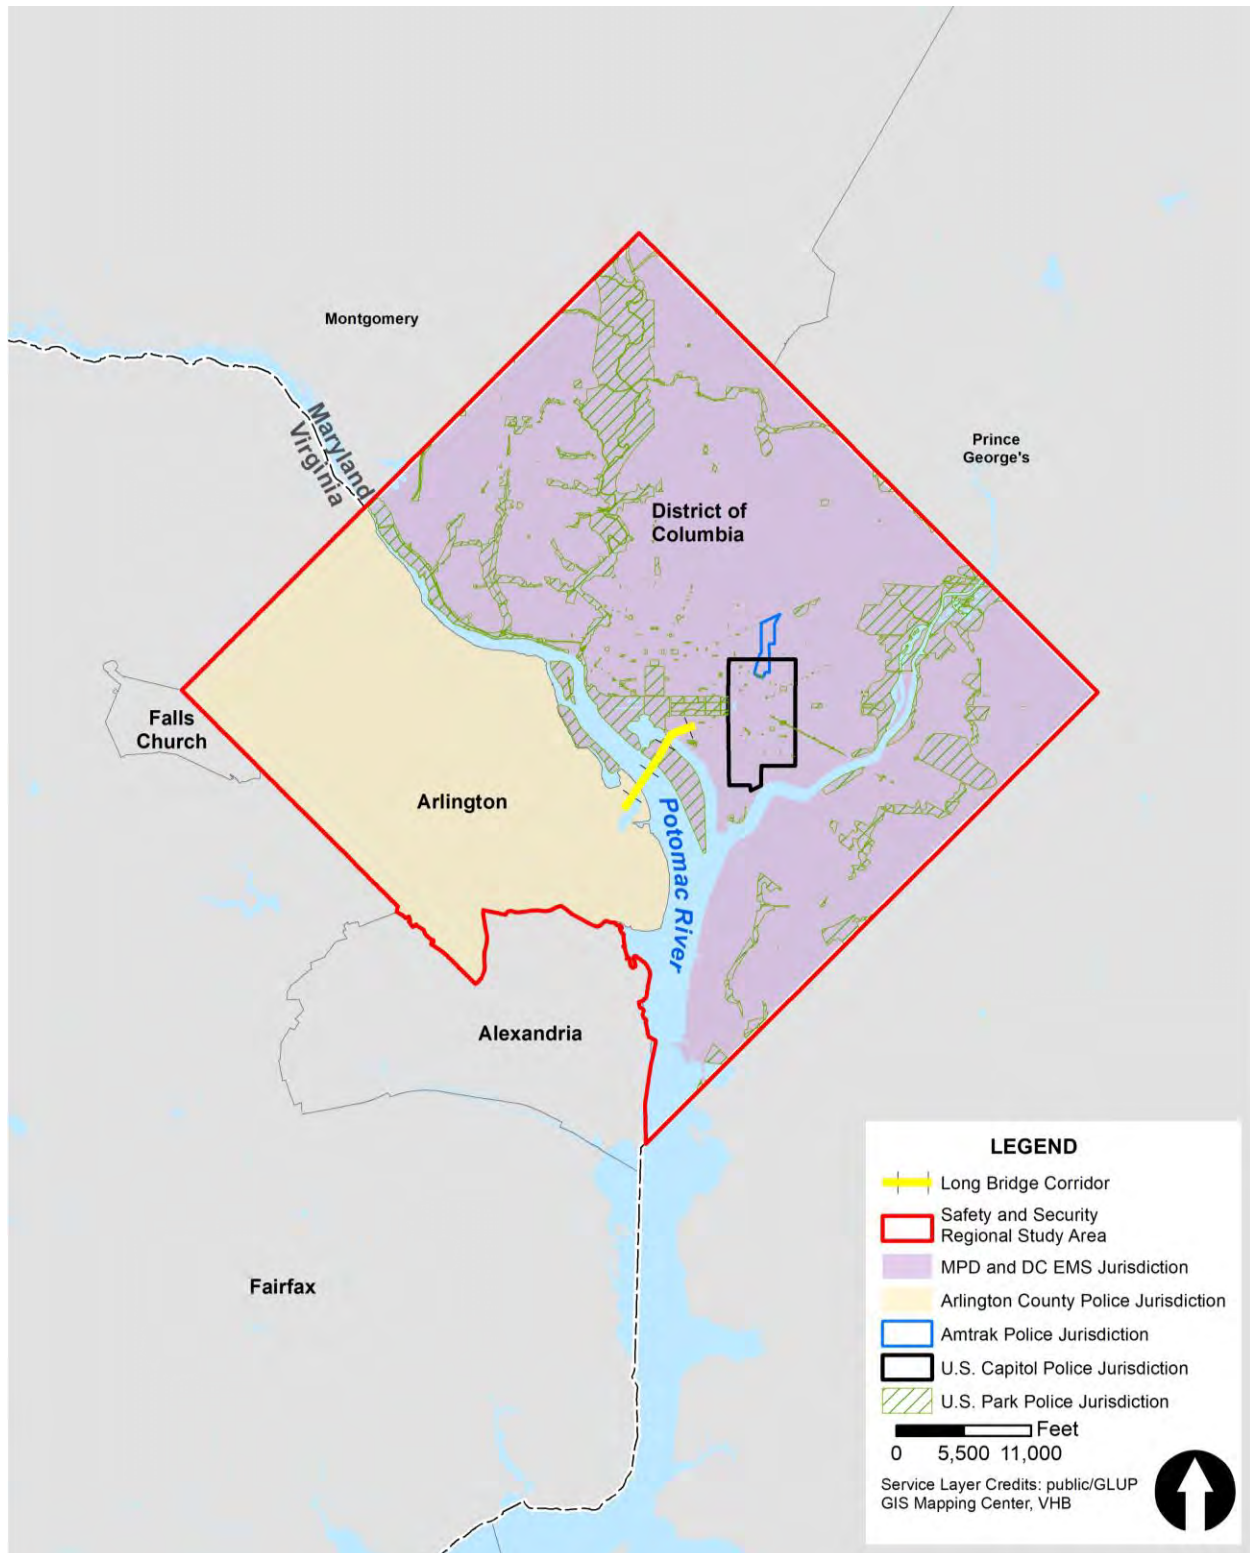 Montgomery
Maryland
Virginia
Prince
George's
District of
Columbia
Falls
Church
Arlington
Potomac River
Alexandria
Fairfax
LEGEND
Long Bridge Corridor
Safety and Security
Regional Study Area
MPD and DC EMS Jurisdiction
Arlington County Police Jurisdiction
Amtrak Police Jurisdiction
U.S. Capitol Police Jurisdiction
U.S. Park Police Jurisdiction
Feet
0 5,500 11,000
Service Layer Credits: public/GLUP
GIS Mapping Center, VHB